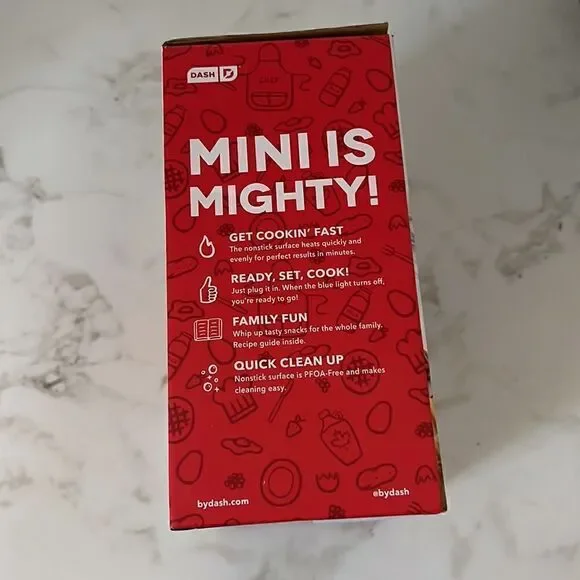 DASH
MINI IS
MIGHTY!
GET COOKIN' FAST
The nonstick surface heats quickly and
evenly for perfect results in minutes.
READY, SET, COOK!
Just plug it in. When the blue light turns off,
you're ready to go!
FAMILY FUN
Whip up tasty snacks for the whole family.
Recipe guide inside.
QUICK CLEAN UP
Nonstick surface is PFOA-Free and makes
cleaning easy.
bydash.com
@bydash